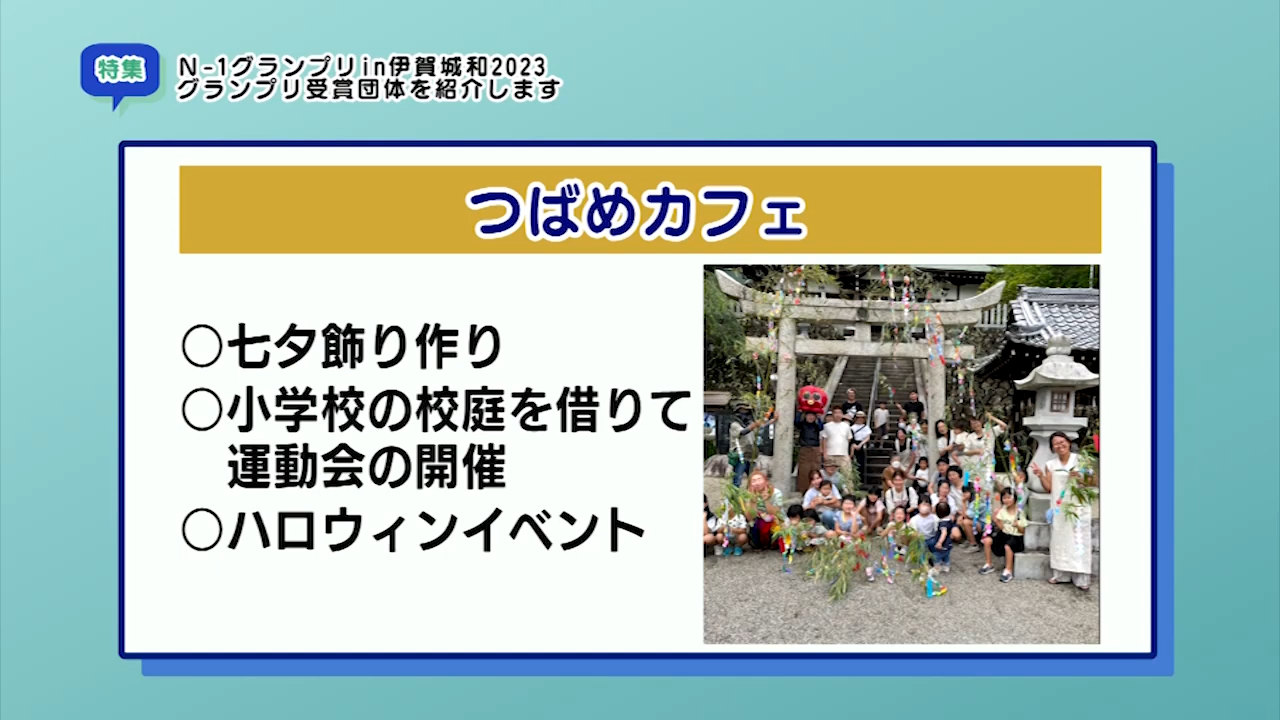 特集
N-1グランプリin伊賀城和2023
グランプリ受賞団体を紹介します
つばめカフェ
○七夕飾り作り
○小学校の校庭を借りて
運動会の開催
○ハロウィンイベント